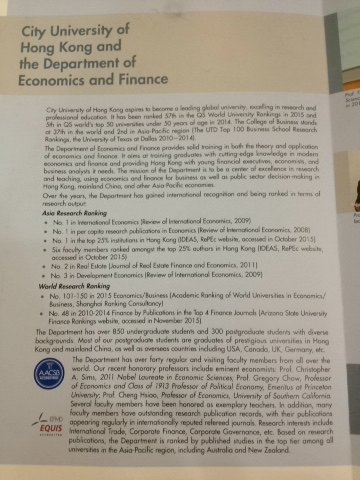 City University of
Hong Kong and
the Department of
Economics and Finance
City University of Hong Kong aspires to become a leading global university, excelling in research and
professional education. It has been ranked 57th in the QS World University Rankings in 2015 and
5th in QS world's top 50 universities under 50 years of age in 2014. The College of Business stands
at 37th in the world and 2nd in Asia-Pacific region (The UTD Top 100 Business School Research
Rankings, the University of Texas at Dallas 2010—2014).
The Department of Economics and Finance provides solid training in both the theory and application
of economics and finance. It aims at training graduates with cutting-edge knowledge in modern
economics and finance and providing Hong Kong with young financial executives, economists, and
business analysts it needs. The mission of the Department is to be a center of excellence in research
and teaching, using economics and finance for business as well as public sector decision-making in
Hong Kong, mainland China, and other Asia-Pacific economies.
Over the years, the Department has gained international recognition and being ranked in terms of
research output:
Asia Research Ranking
• No. 1 in International Economics (Review of International Economics, 2009)
• No. 1 in per capita research publications in Economics (Review of International Economics, 2008)
• No. 1 in the top 25% institutions in Hong Kong (IDEAS, RePEc website, accessed in October 2015)
• Six faculty members ranked amongst the top 25% authors in Hong Kong (IDEAS, RePEc website,
accessed in October 2015)
• No. 2 in Real Estate (Journal of Real Estate Finance and Economics, 2011)
• No. 3 in Development Economics (Review of International Economics, 2009)
World Research Ranking
• No. 101-150 in 2015 Economics/Business (Academic Ranking of World Universities in Economics/
Business, Shanghai Ranking Consultancy)
• No. 48 in 2010-2014 Finance by Publications in the Top 4 Finance Journals (Arizona State University
Finance Rankings website, accessed in November 2015)
The Department has over 850 undergraduate students and 300 postgraduate students with diverse
backgrounds. Most of our postgraduate students are graduates of prestigious universities in Hong
Kong and mainland China, as well as overseas countries including USA, Canada, UK, Germany, etc.
The Department has over forty regular and visiting faculty members from all over the
world. Our recent honorary professors include eminent economists: Prof. Christopher
A. Sims, 2011 Nobel Laureate in Economic Sciences; Prof. Gregory Chow, Professor
of Economics and Class of 1913 Professor of Political Economy, Emeritus at Princeton
University; Prof. Cheng Hsiao, Professor of Economics, University of Southern California.
Several faculty members have been honored as exemplary teachers. In addition, many
faculty members have outstanding research publication records, with their publications
appearing regularly in internationally reputed refereed journals. Research interests include
International Trade, Corporate Finance, Corporate Governance, etc. Based on research
publications, the Department is ranked by published studies in the top tier among all
universities in the Asia-Pacific region, including Australia and New Zealand.
AACSB
ACCREDITED
EFMD
EQUIS
ACCREDITED